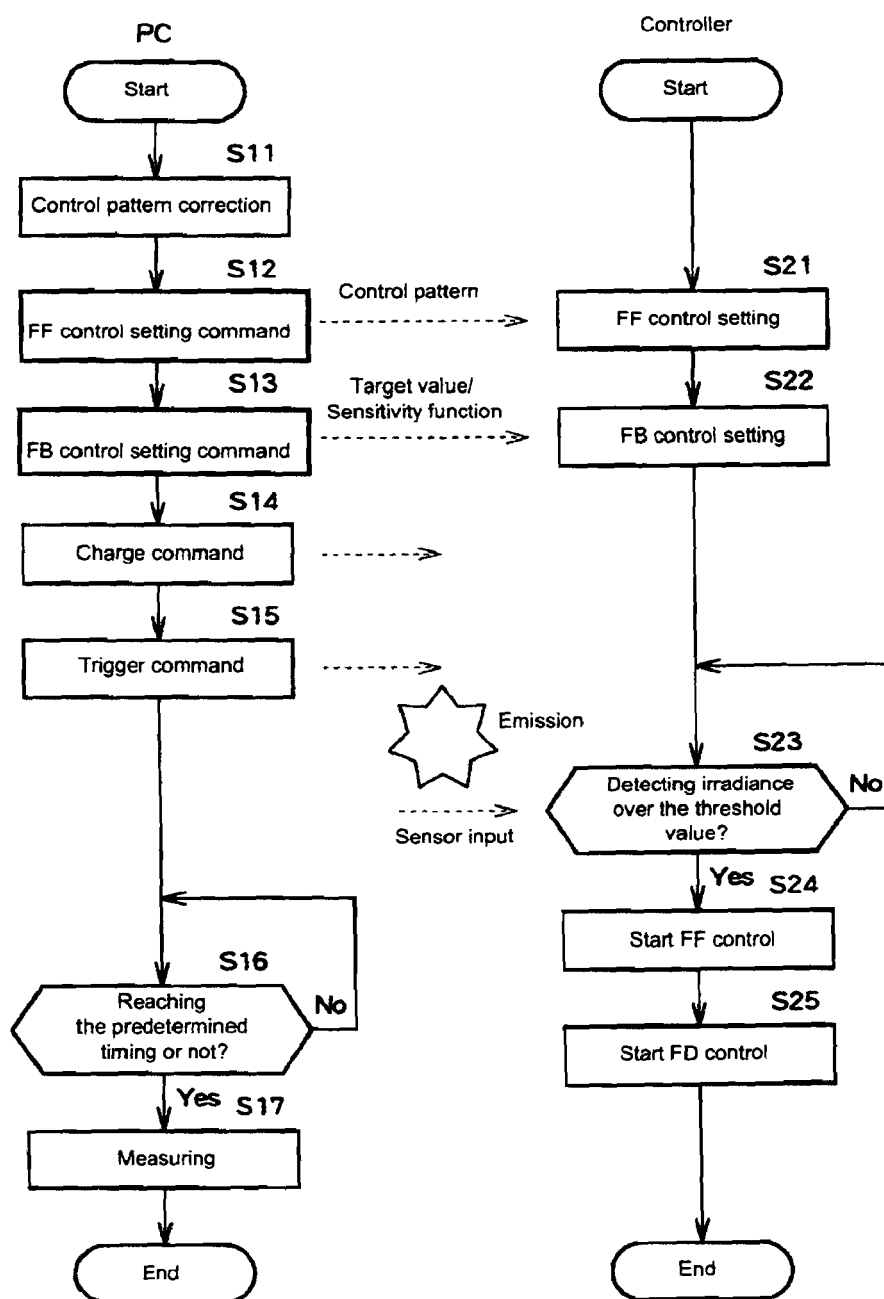 PC
Controller
Start
Start
S11
Control pattern correction
S12
FF control setting command
Control pattern
S21
FF control setting
S13
FB control setting command
Target value/
Sensitivity function
S22
FB control setting
S14
Charge command
S15
Trigger command
Emission
Sensor input
S23
Detecting irradiance
over the threshold
value?
No
Yes
S24
Start FF control
S25
Start FD control
S16
Reaching
the predetermined
timing or not?
No
Yes
S17
Measuring
End
End